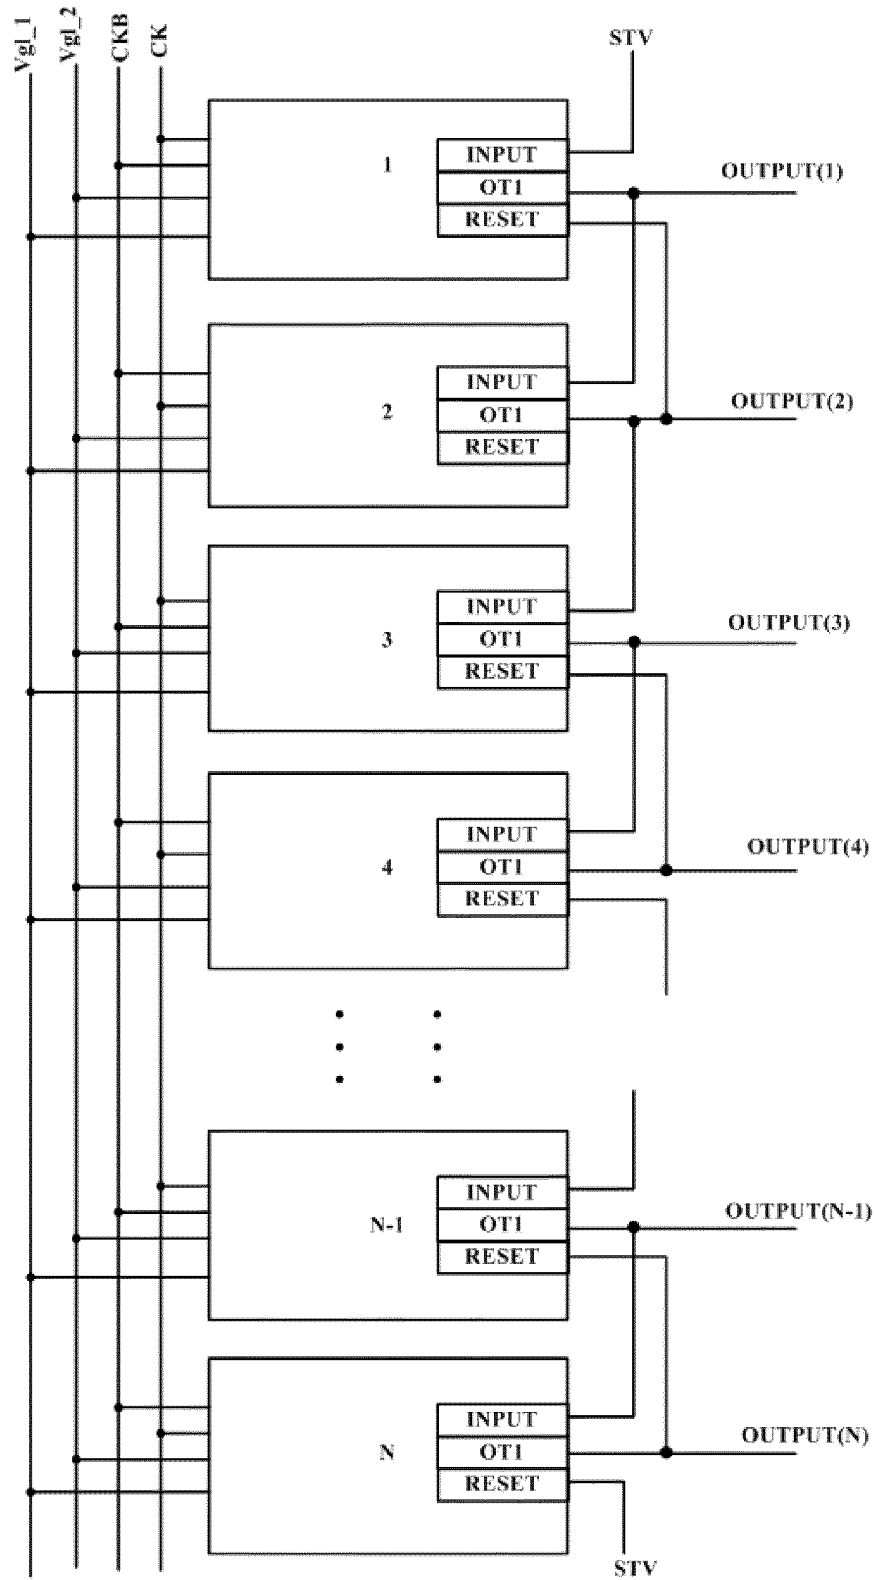 Vgl_1
Vgl_2
CKB
CK
STV
1
INPUT
OT1
RESET
OUTPUT(1)
2
INPUT
OT1
RESET
OUTPUT(2)
3
INPUT
OT1
RESET
OUTPUT(3)
4
INPUT
OT1
RESET
OUTPUT(4)
N-1
INPUT
OT1
RESET
OUTPUT(N-1)
N
INPUT
OT1
RESET
OUTPUT(N)
STV